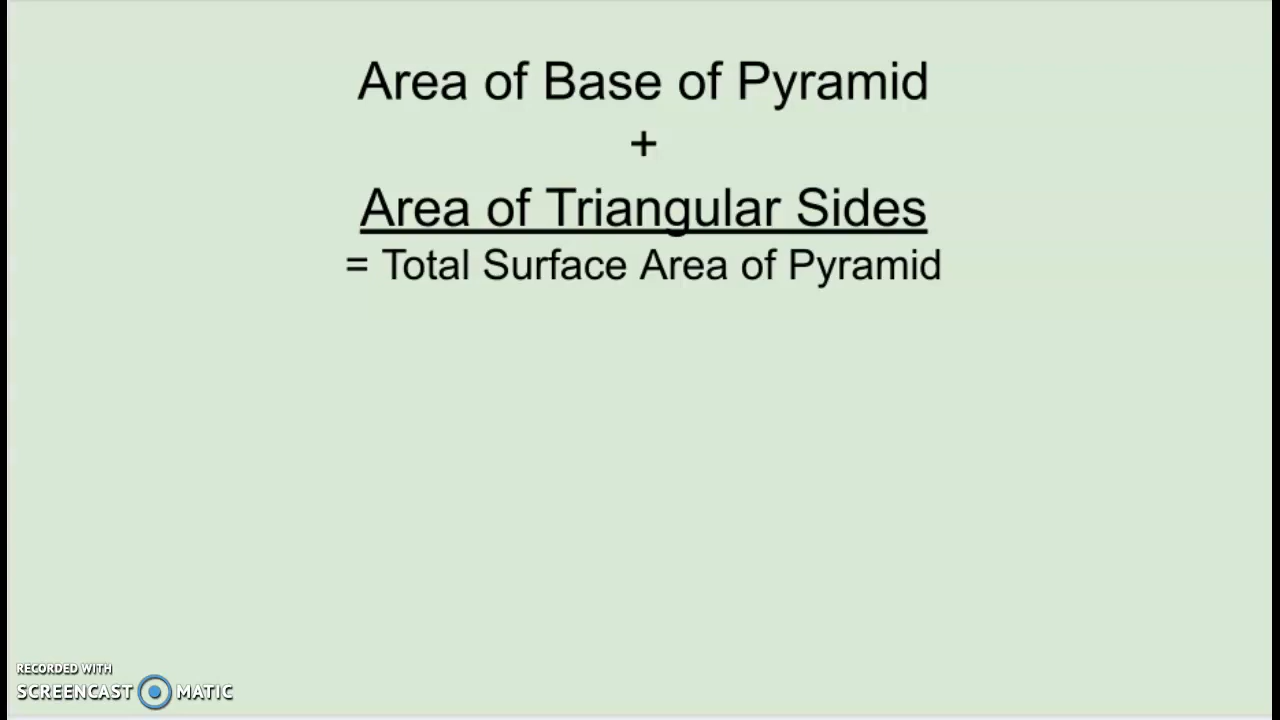 Area of Base of Pyramid
+
Area of Triangular Sides
= Total Surface Area of Pyramid
RECORDED WITH
SCREENCAST MATIC